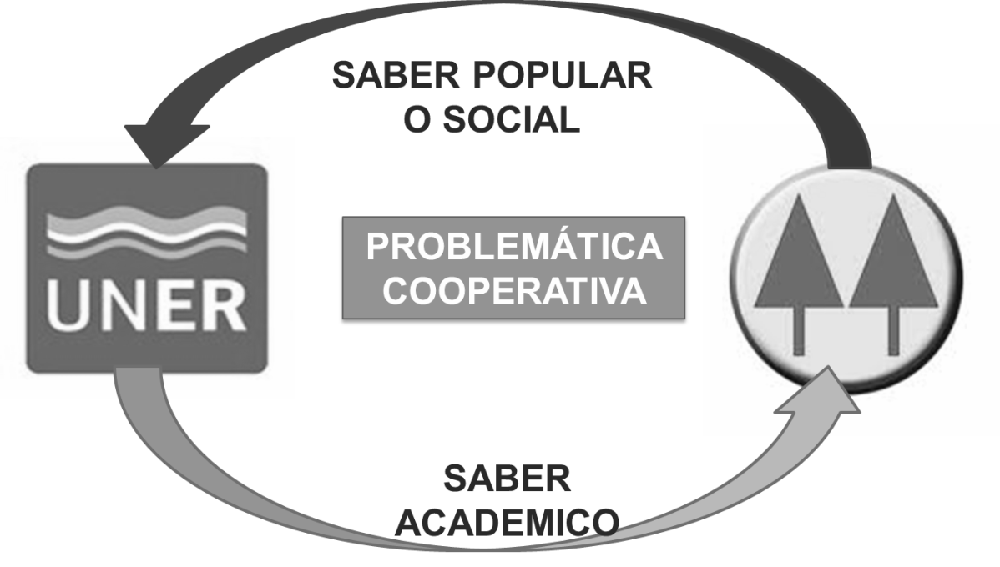 SABER POPULAR
O SOCIAL
UNER
PROBLEMÁTICA
COOPERATIVA
SABER
ACADEMICO